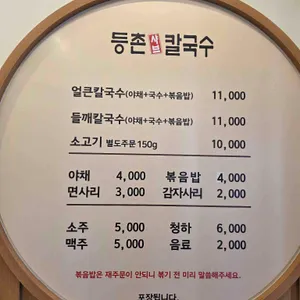 등촌 샤브 칼국수
얼큰칼국수(야채+국수+볶음밥) 11,000
들깨칼국수(야채+국수+볶음밥) 11,000
소고기 별도주문 150g 10,000
야채 4,000 볶음밥 4,000
면사리 3,000 감자사리 2,000
소주 5,000 청하 6,000
맥주 5,000 음료 2,000
볶음밥은 재주문이 안되니 볶기 전 미리 말씀해주세요.
포장됩니다.